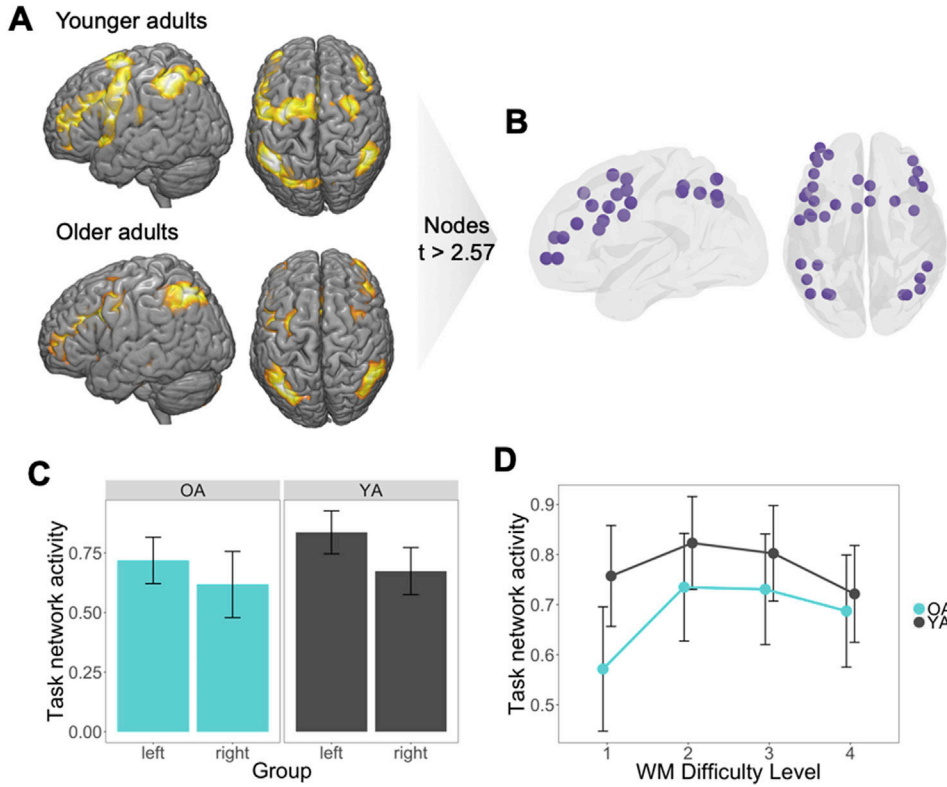 A
Younger adults
Older adults
Nodes
t > 2.57
B
C
OA
YA
Task network activity
0.75
0.50
0.25
0.00
left
right
left
right
Group
D
Task network activity
0.9
0.8
0.7
0.6
0.5
1
2
3
4
WM Difficulty Level
OA
YA